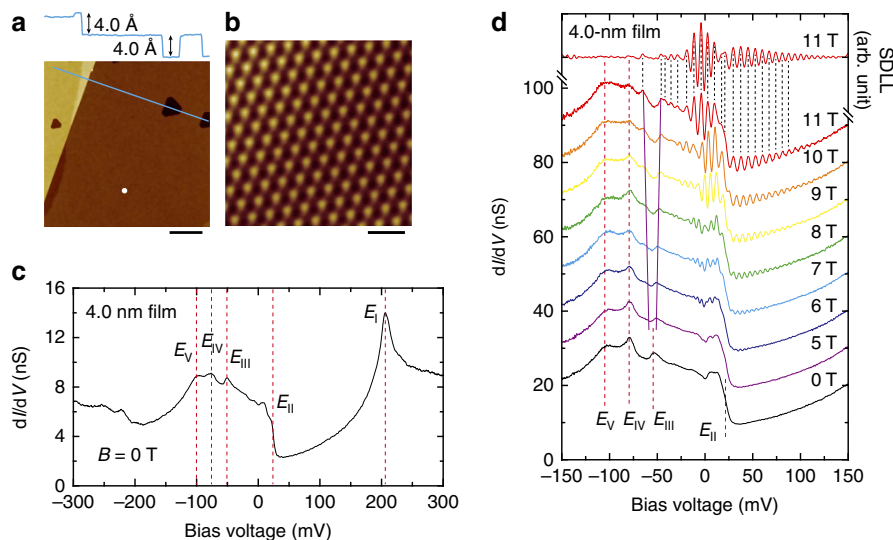 a
4.0 Å
4.0 Å
b
c
16
12
8
4
0
dI/dV (nS)
4.0 nm film
E_V
E_IV
E_III
E_II
E_I
B = 0 T
−300
−200
−100
0
100
200
300
Bias voltage (mV)
d
4.0-nm film
11 T
SDLL
(arb. unit)
100
80
60
40
20
0
dI/dV (nS)
11 T
10 T
9 T
8 T
7 T
6 T
5 T
0 T
E_V
E_IV
E_III
E_II
−150
−100
−50
0
50
100
150
Bias voltage (mV)